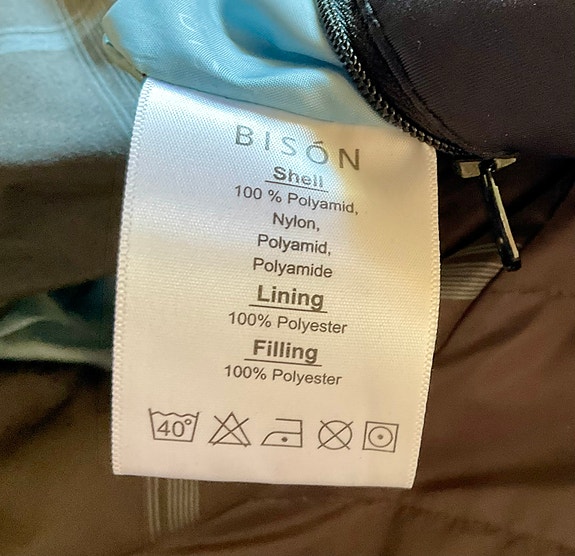 BISÓN
Shell
100 % Polyamid,
Nylon,
Polyamid,
Polyamide
Lining
100% Polyester
Filling
100% Polyester
40°